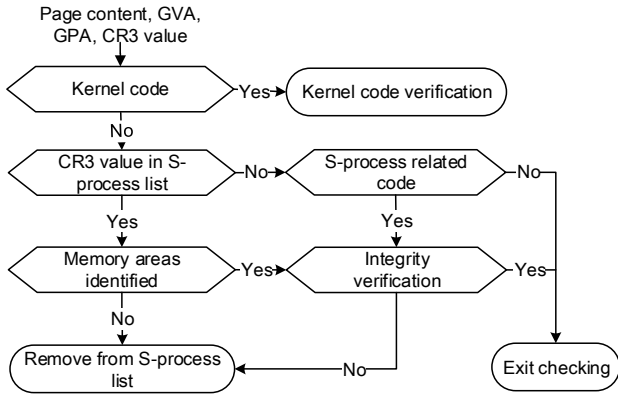 Page content, GVA,
GPA, CR3 value
Kernel code
Yes
Kernel code verification
No
CR3 value in S-
process list
No
S-process related
code
No
Yes
Yes
Memory areas
identified
Yes
Integrity
verification
Yes
No
Remove from S-process
list
No
Exit checking